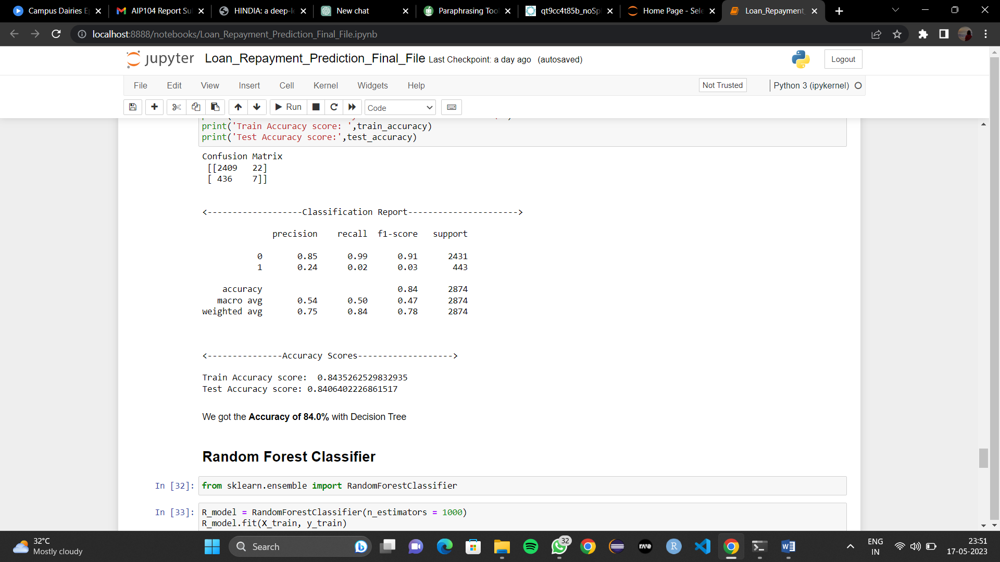 Campus Dairies E
AIP104 Report Su
HINDIA: a deep-l
New chat
Paraphrasing Too
qt9cc4t85b_noSp
Home Page - Sele
Loan_Repayment_
localhost:8888/notebooks/Loan_Repayment_Prediction_Final_File.ipynb
jupyter Loan_Repayment_Prediction_Final_File Last Checkpoint: a day ago (autosaved)
Logout
File Edit View Insert Cell Kernel Widgets Help
Not Trusted
Python 3 (ipykernel)
Run
Code
print('Train Accuracy score: ',train_accuracy)
print('Test Accuracy score:',test_accuracy)
Confusion Matrix
[[2409 22]
[ 436 7]]
<-------------------Classification Report---------------------->
precision recall f1-score support
0 0.85 0.99 0.91 2431
1 0.24 0.02 0.03 443
accuracy 0.84 2874
macro avg 0.54 0.50 0.47 2874
weighted avg 0.75 0.84 0.78 2874
<---------------Accuracy Scores------------------->
Train Accuracy score: 0.8435262529832935
Test Accuracy score: 0.8406402226861517
We got the Accuracy of 84.0% with Decision Tree
Random Forest Classifier
In [32]: from sklearn.ensemble import RandomForestClassifier
In [33]: R_model = RandomForestClassifier(n_estimators = 1000)
R_model.fit(X_train, y_train)
32°C
Mostly cloudy
Search
32
rave
R
ENG
IN
23:51
17-05-2023